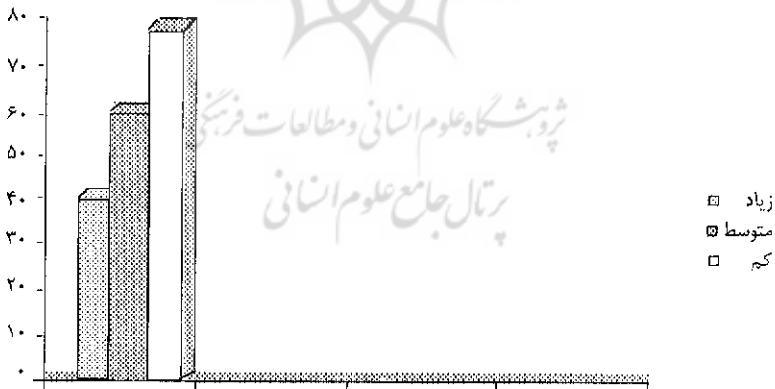 ۸۰
۷۰
۶۰
۵۰
۴۰
۳۰
۲۰
۱۰
۰
پژوهشگاه علوم انسانی و مطالعات فرهنگی
پرتال جامع علوم انسانی
زیاد
متوسط
کم